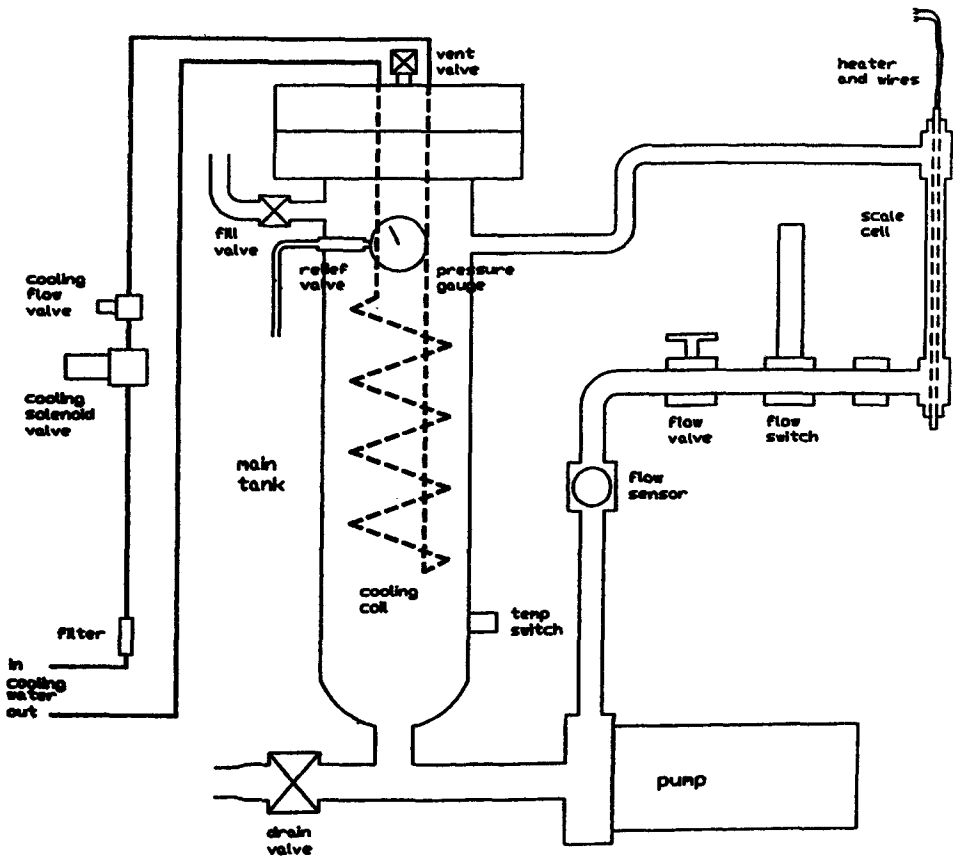 vent
valve
heater
and wires
fill
valve
scale
cell
relief
valve
pressure
gauge
cooling
flow
valve
cooling
solenoid
valve
flow
valve
flow
switch
main
tank
flow
sensor
cooling
coil
temp
switch
filter
in
cooling
water
out
pump
drain
valve